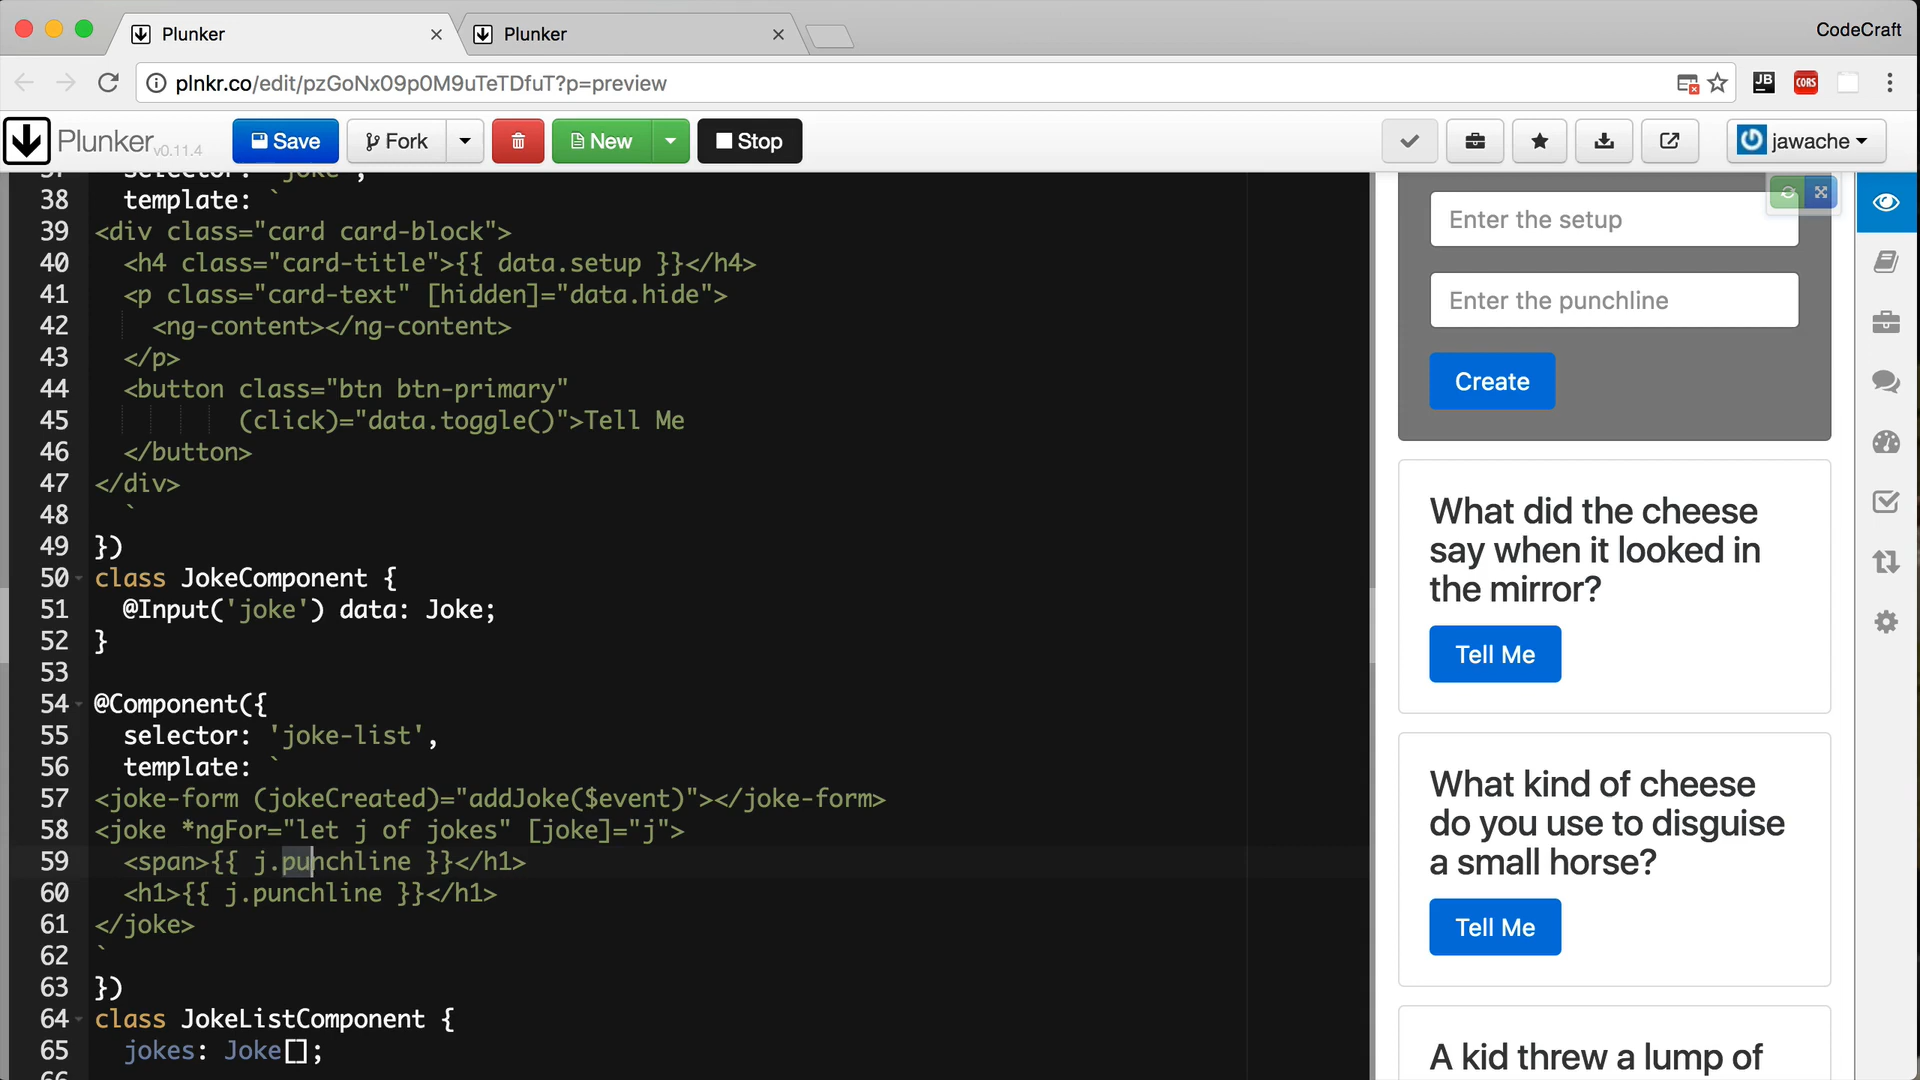 Plunker
Plunker
CodeCraft
plnkr.co/edit/pzGoNx09p0M9uTeTDfuT?p=preview
JB
CORS
Plunker v0.11.4
Save
Fork
New
Stop
jawache
37 selector: 'joke',
38 template: `
39 <div class="card card-block">
40 <h4 class="card-title">{{ data.setup }}</h4>
41 <p class="card-text" [hidden]="data.hide">
42 <ng-content></ng-content>
43 </p>
44 <button class="btn btn-primary"
45 (click)="data.toggle()">Tell Me
46 </button>
47 </div>
48 `
49 })
50 class JokeComponent {
51 @Input('joke') data: Joke;
52 }
53
54 @Component({
55 selector: 'joke-list',
56 template: `
57 <joke-form (jokeCreated)="addJoke($event)"></joke-form>
58 <joke *ngFor="let j of jokes" [joke]="j">
59 <span>{{ j.punchline }}</h1>
60 <h1>{{ j.punchline }}</h1>
61 </joke>
62 `
63 })
64 class JokeListComponent {
65 jokes: Joke[];
Enter the setup
Enter the punchline
Create
What did the cheese
say when it looked in
the mirror?
Tell Me
What kind of cheese
do you use to disguise
a small horse?
Tell Me
A kid threw a lump of